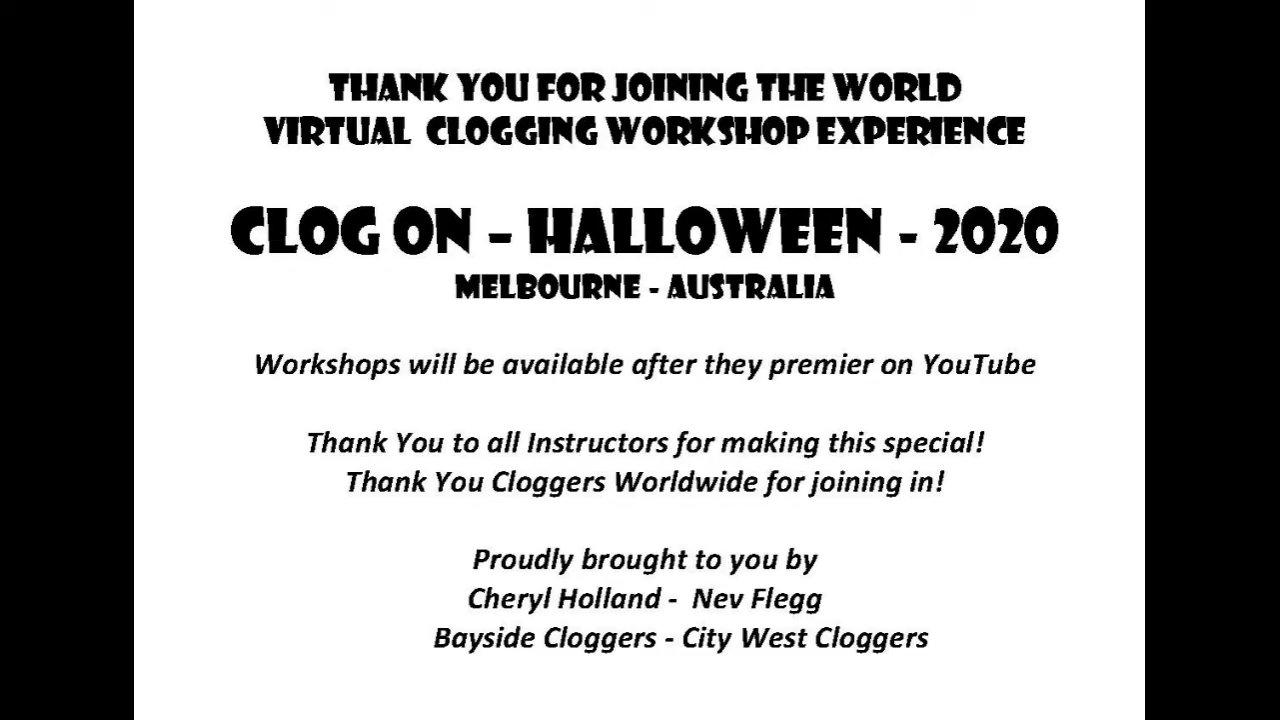 THANK YOU FOR JOINING THE WORLD
VIRTUAL CLOGGING WORKSHOP EXPERIENCE
CLOG ON – HALLOWEEN - 2020
MELBOURNE - AUSTRALIA
Workshops will be available after they premier on YouTube
Thank You to all Instructors for making this special!
Thank You Cloggers Worldwide for joining in!
Proudly brought to you by
Cheryl Holland - Nev Flegg
Bayside Cloggers - City West Cloggers